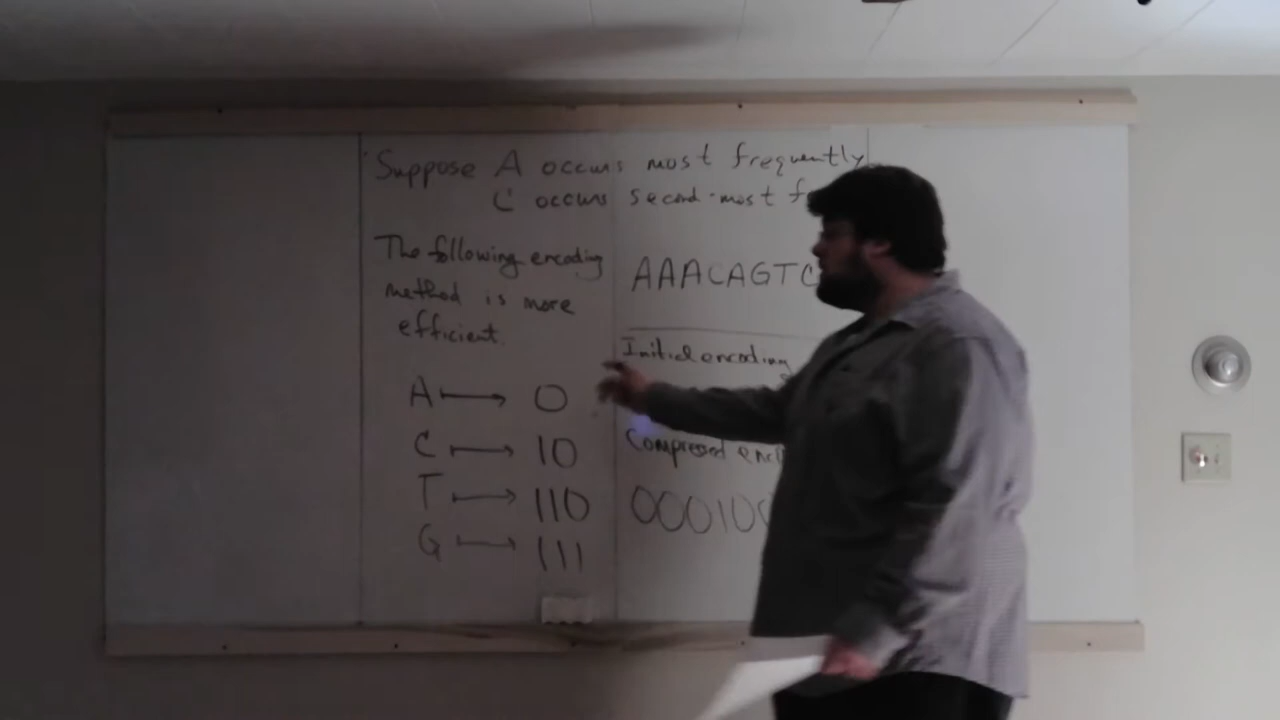 Suppose A occurs most frequently
C occurs second-most f
The following encoding
method is more
efficient.
A → 0
C → 10
T → 110
G → 111
AAACAGTC
Initial encoding
Compressed enc
00010